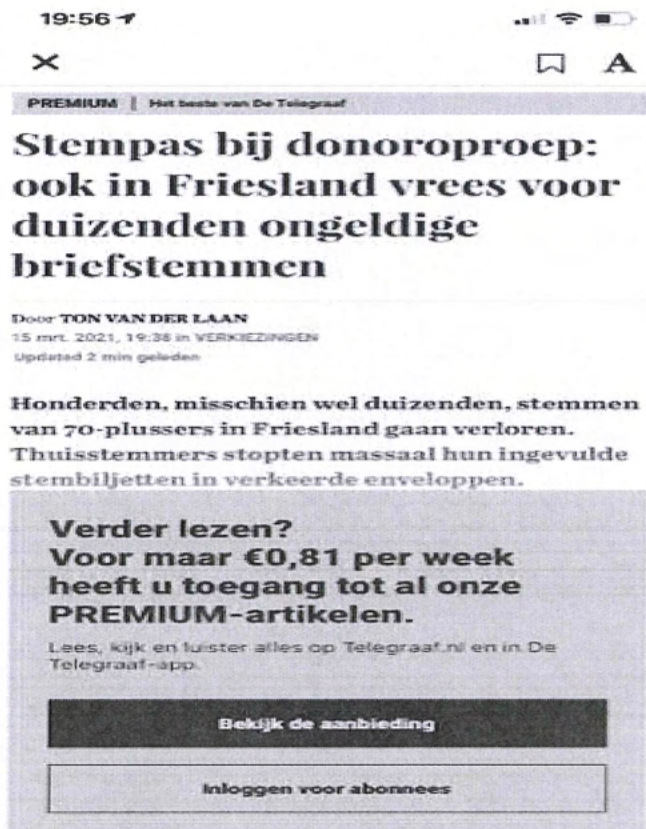 19:56
PREMIUM | Het beste van De Telegraaf
Stempas bij donoroproep:
ook in Friesland vrees voor
duizenden ongeldige
briefstemmen
Door TON VAN DER LAAN
15 mrt. 2021, 19:38 in VERKIEZINGEN
Updated 2 min geleden
Honderden, misschien wel duizenden, stemmen
van 70-plussers in Friesland gaan verloren.
Thuisstemmers stopten massaal hun ingevulde
stembiljetten in verkeerde enveloppen.
Verder lezen?
Voor maar €0,81 per week
heeft u toegang tot al onze
PREMIUM-artikelen.
Lees, kijk en luister alles op Telegraaf.nl en in De
Telegraaf-app.
Bekijk de aanbieding
Inloggen voor abonnees